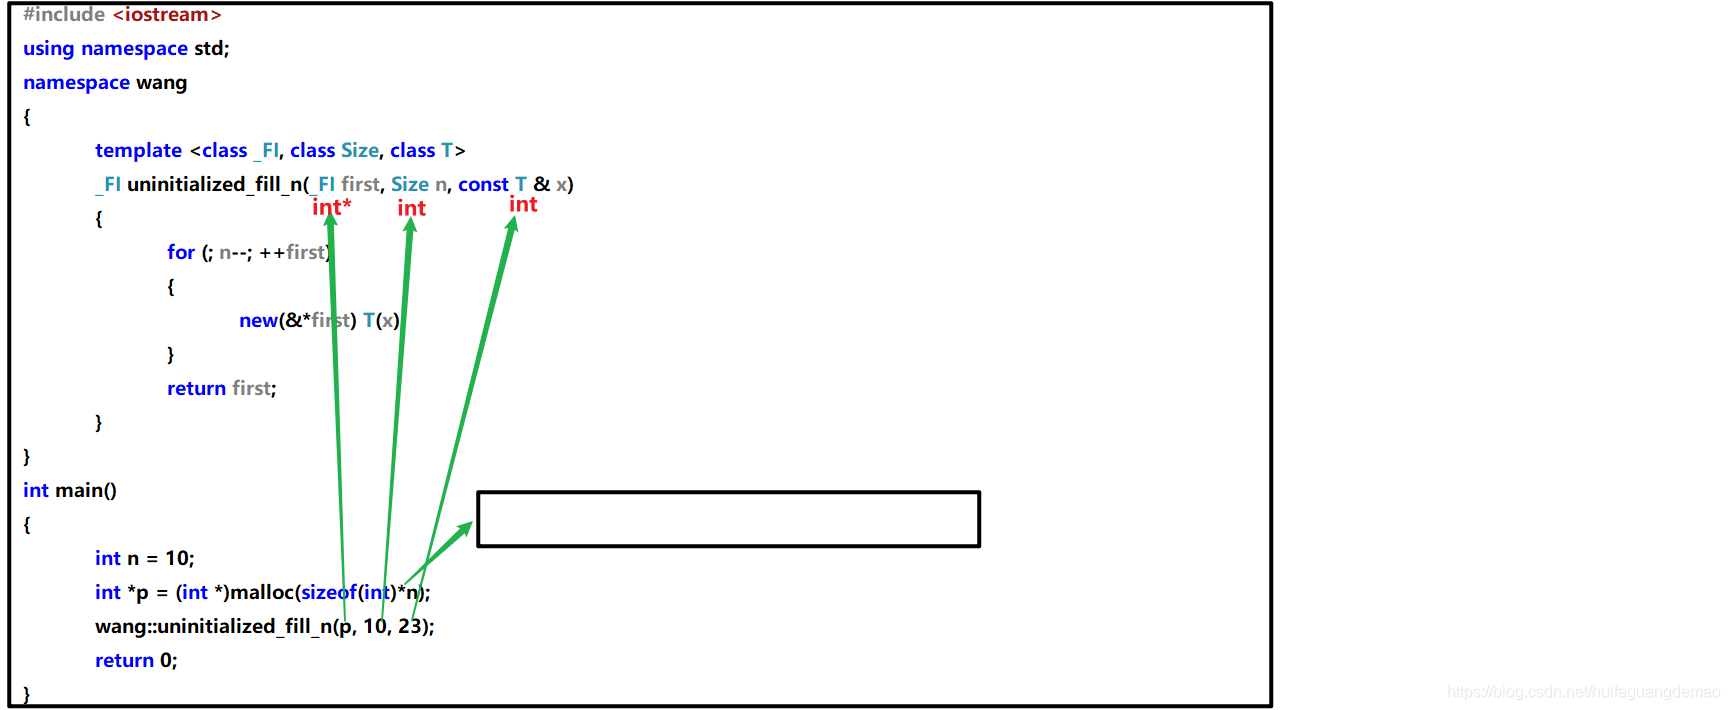 #include <iostream>
using namespace std;
namespace wang
{
template <class _FI, class Size, class T>
_FI uninitialized_fill_n(_FI first, Size n, const T & x)
int* int int
{
for (; n--; ++first)
{
new(&*first) T(x)
}
return first;
}
}
int main()
{
int n = 10;
int *p = (int *)malloc(sizeof(int)*n);
wang::uninitialized_fill_n(p, 10, 23);
return 0;
}
https://blog.csdn.net/huifaguangdemao